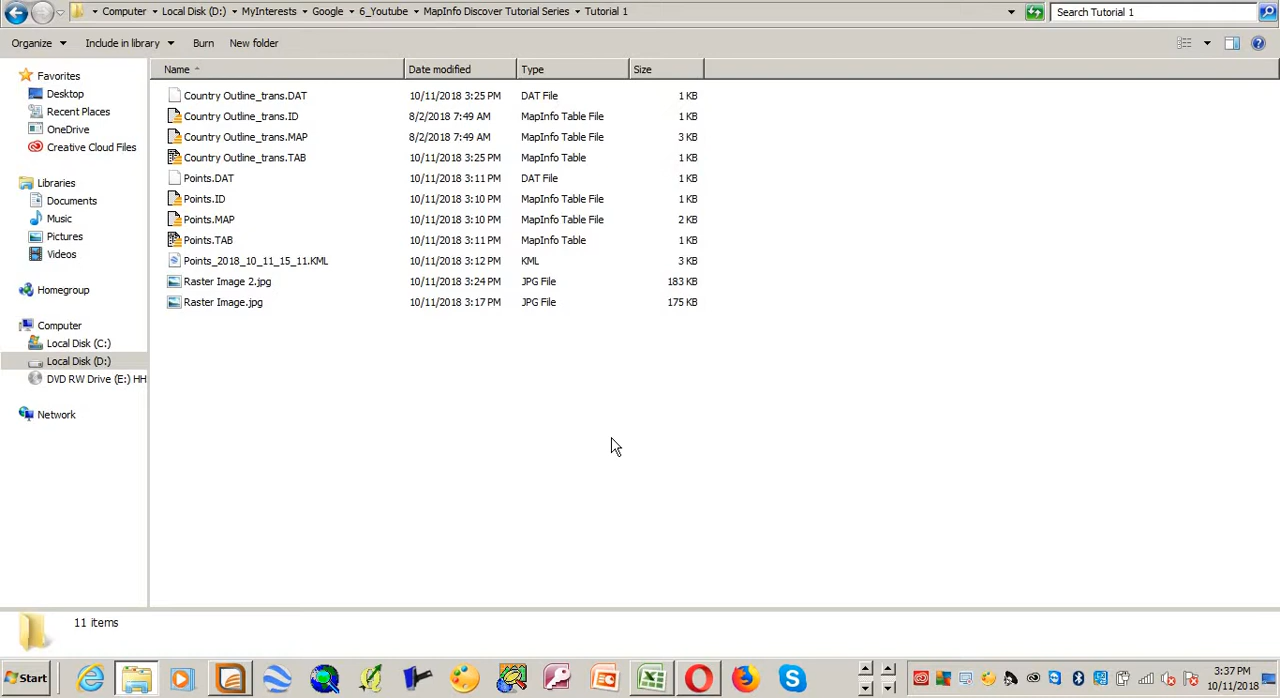 Computer Local Disk (D:) MyInterests Google 6_Youtube MapInfo Discover Tutorial Series Tutorial 1 Search Tutorial 1
Organize Include in library Burn New folder
Name Date modified Type Size
Favorites
Desktop
Recent Places
OneDrive
Creative Cloud Files
Libraries
Documents
Music
Pictures
Videos
Homegroup
Computer
Local Disk (C:)
Local Disk (D:)
DVD RW Drive (E:) HH
Network
Country Outline_trans.DAT 10/11/2018 3:25 PM DAT File 1 KB
Country Outline_trans.ID 8/2/2018 7:49 AM MapInfo Table File 1 KB
Country Outline_trans.MAP 8/2/2018 7:49 AM MapInfo Table File 3 KB
Country Outline_trans.TAB 10/11/2018 3:25 PM MapInfo Table 1 KB
Points.DAT 10/11/2018 3:11 PM DAT File 1 KB
Points.ID 10/11/2018 3:10 PM MapInfo Table File 1 KB
Points.MAP 10/11/2018 3:10 PM MapInfo Table File 2 KB
Points.TAB 10/11/2018 3:11 PM MapInfo Table 1 KB
Points_2018_10_11_15_11.KML 10/11/2018 3:12 PM KML 3 KB
Raster Image 2.jpg 10/11/2018 3:24 PM JPG File 183 KB
Raster Image.jpg 10/11/2018 3:17 PM JPG File 175 KB
11 items
Start
3:37 PM
10/11/2018